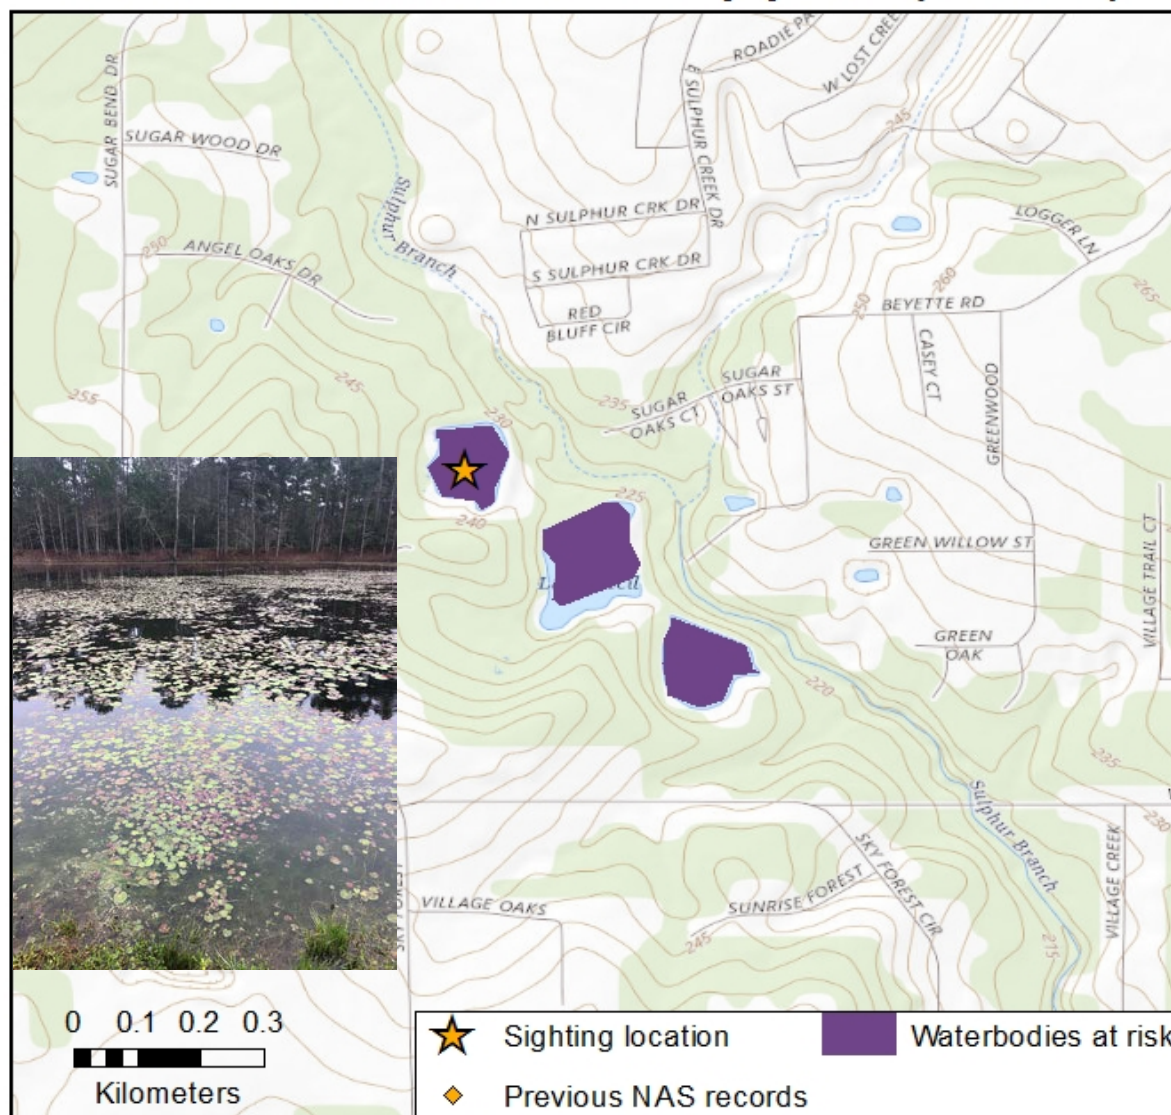 ROADIE PA
W LOST CREE
E SULPHUR CREEK DR
245
SUGAR BEND DR
SUGAR WOOD DR
Sulphur Branch
N SULPHUR CRK DR
LOGGER LN
250
ANGEL OAKS DR
S SULPHUR CRK DR
260
265
250
BEYETTE RD
RED
BLUFF CIR
CASEY CT
245
SUGAR
OAKS ST
GREENWOOD
255
230
235
SUGAR
OAKS CT
225
240
GREEN WILLOW ST
VILLAGE TRAIL CT
GREEN
OAK
220
235
Sulphur Branch
230
VILLAGE CREEK
SKY FOREST CIR
SKY FOREST
VILLAGE OAKS
SUNRISE FOREST
245
215
0 0.1 0.2 0.3
Kilometers
Sighting location
Waterbodies at risk
Previous NAS records